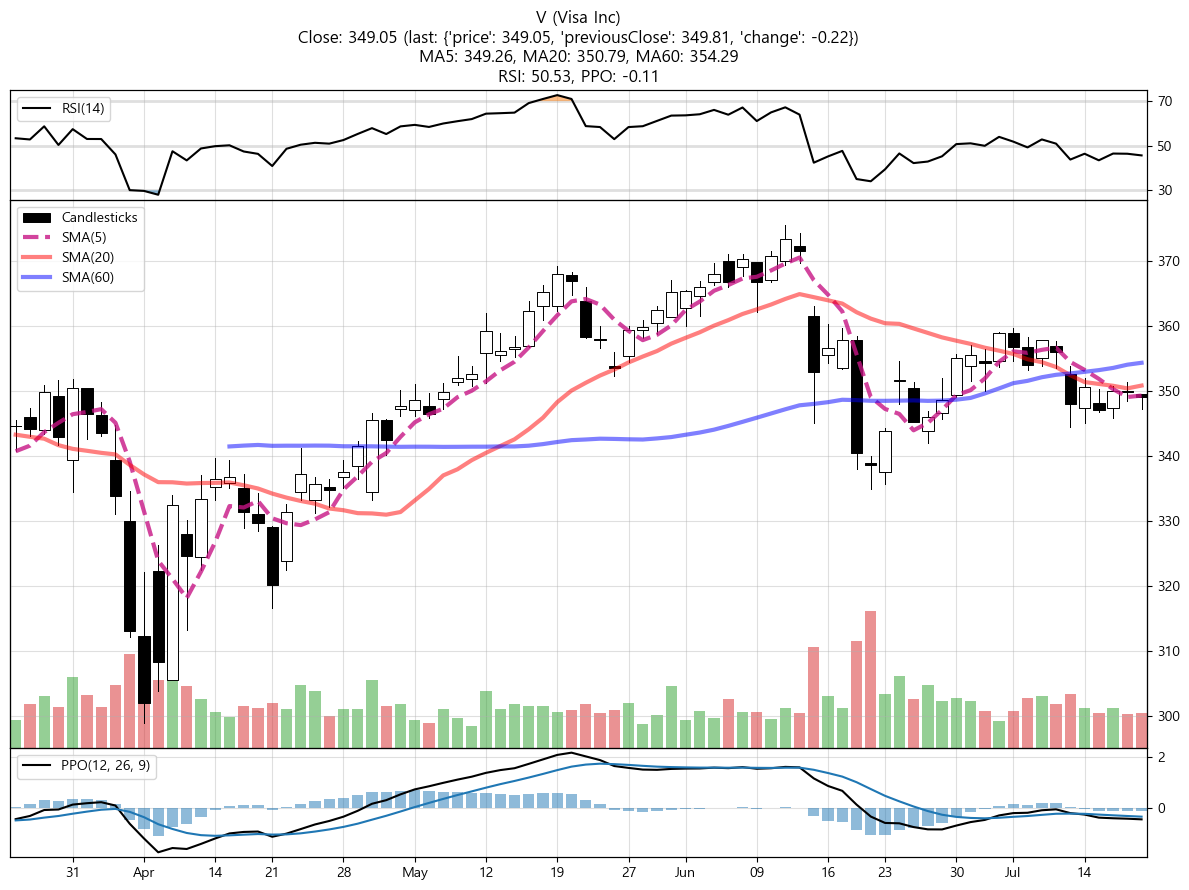 V (Visa Inc)
Close: 349.05 (last: {'price': 349.05, 'previousClose': 349.81, 'change': -0.22})
MA5: 349.26, MA20: 350.79, MA60: 354.29
RSI: 50.53, PPO: -0.11
RSI(14)
70
50
30
Candlesticks
SMA(5)
SMA(20)
SMA(60)
370
360
350
340
330
320
310
300
PPO(12, 26, 9)
2
0
31 Apr 14 21 28 May 12 19 27 Jun 09 16 23 30 Jul 14